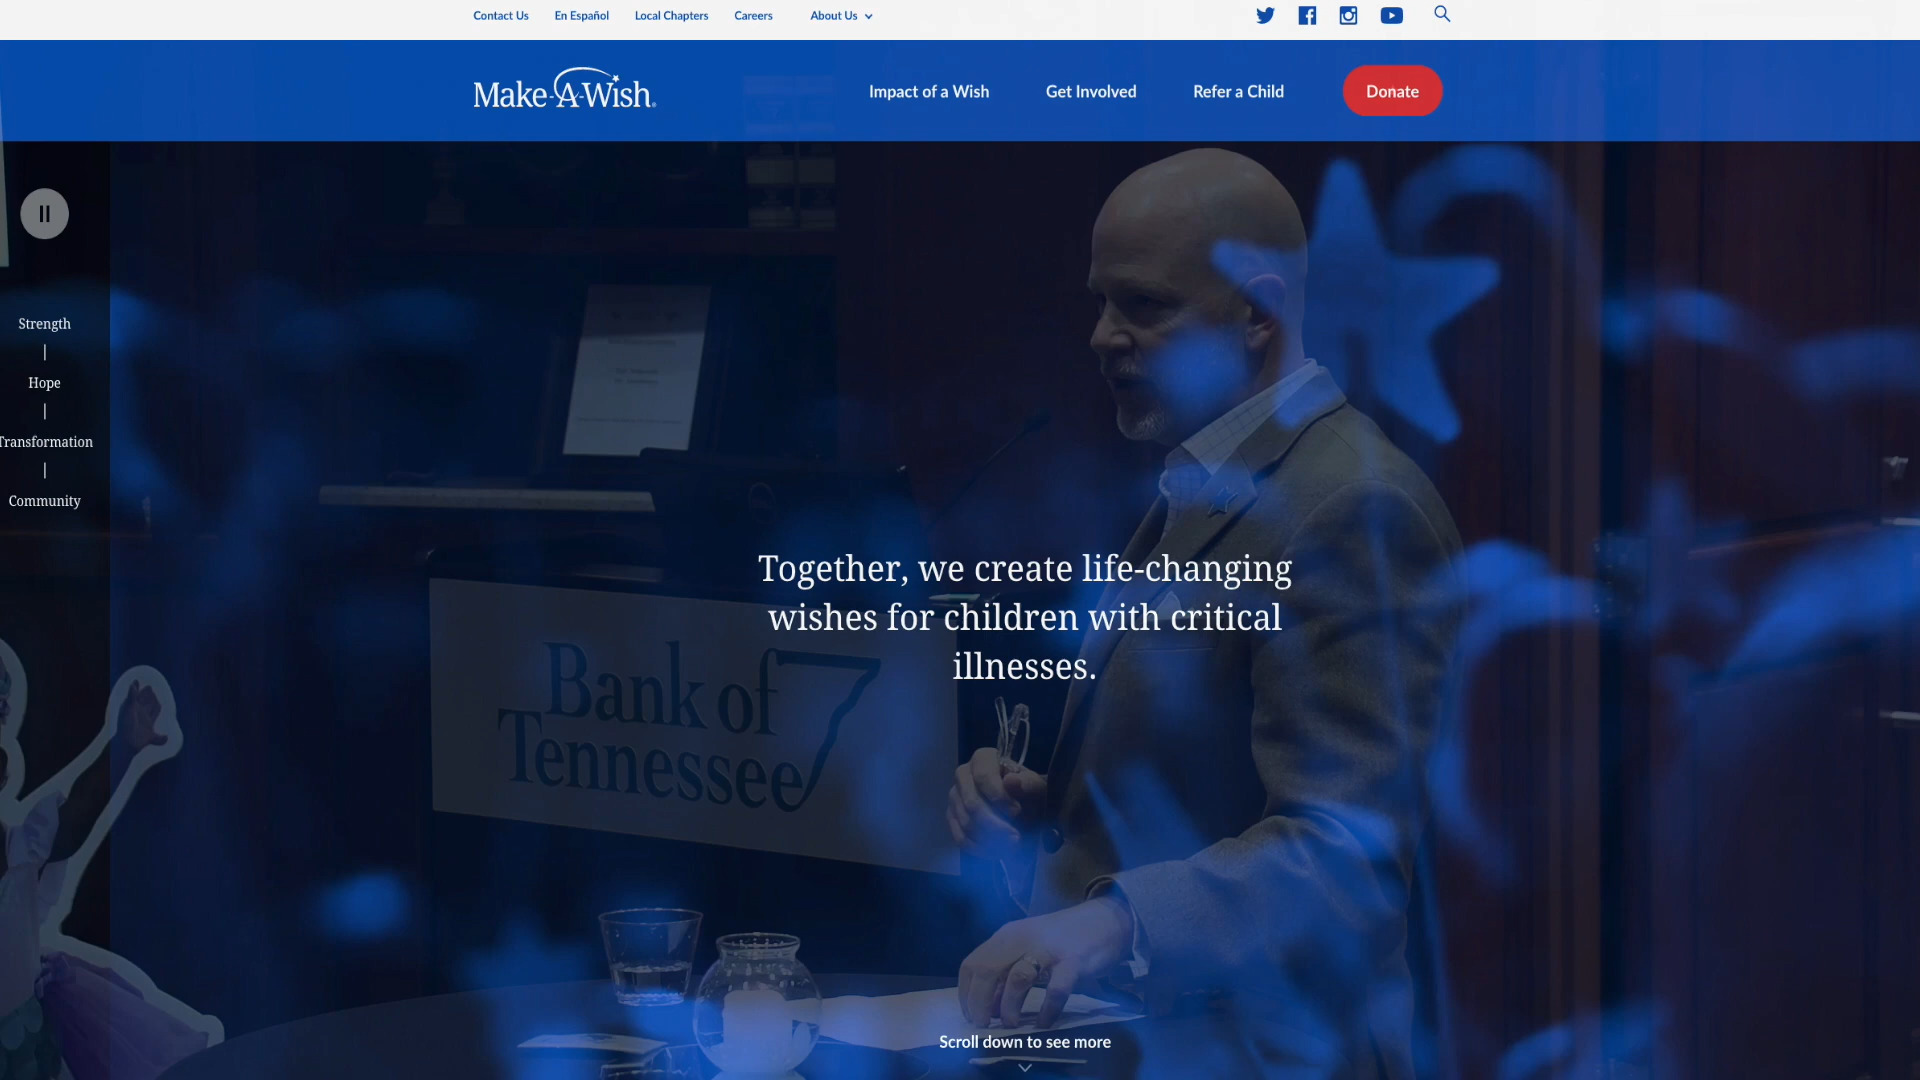 Contact Us
En Español
Local Chapters
Careers
About Us
Make-A-Wish®
Impact of a Wish
Get Involved
Refer a Child
Donate
Strength
Hope
Transformation
Community
Together, we create life-changing
wishes for children with critical
illnesses.
Bank of
Tennessee
Scroll down to see more